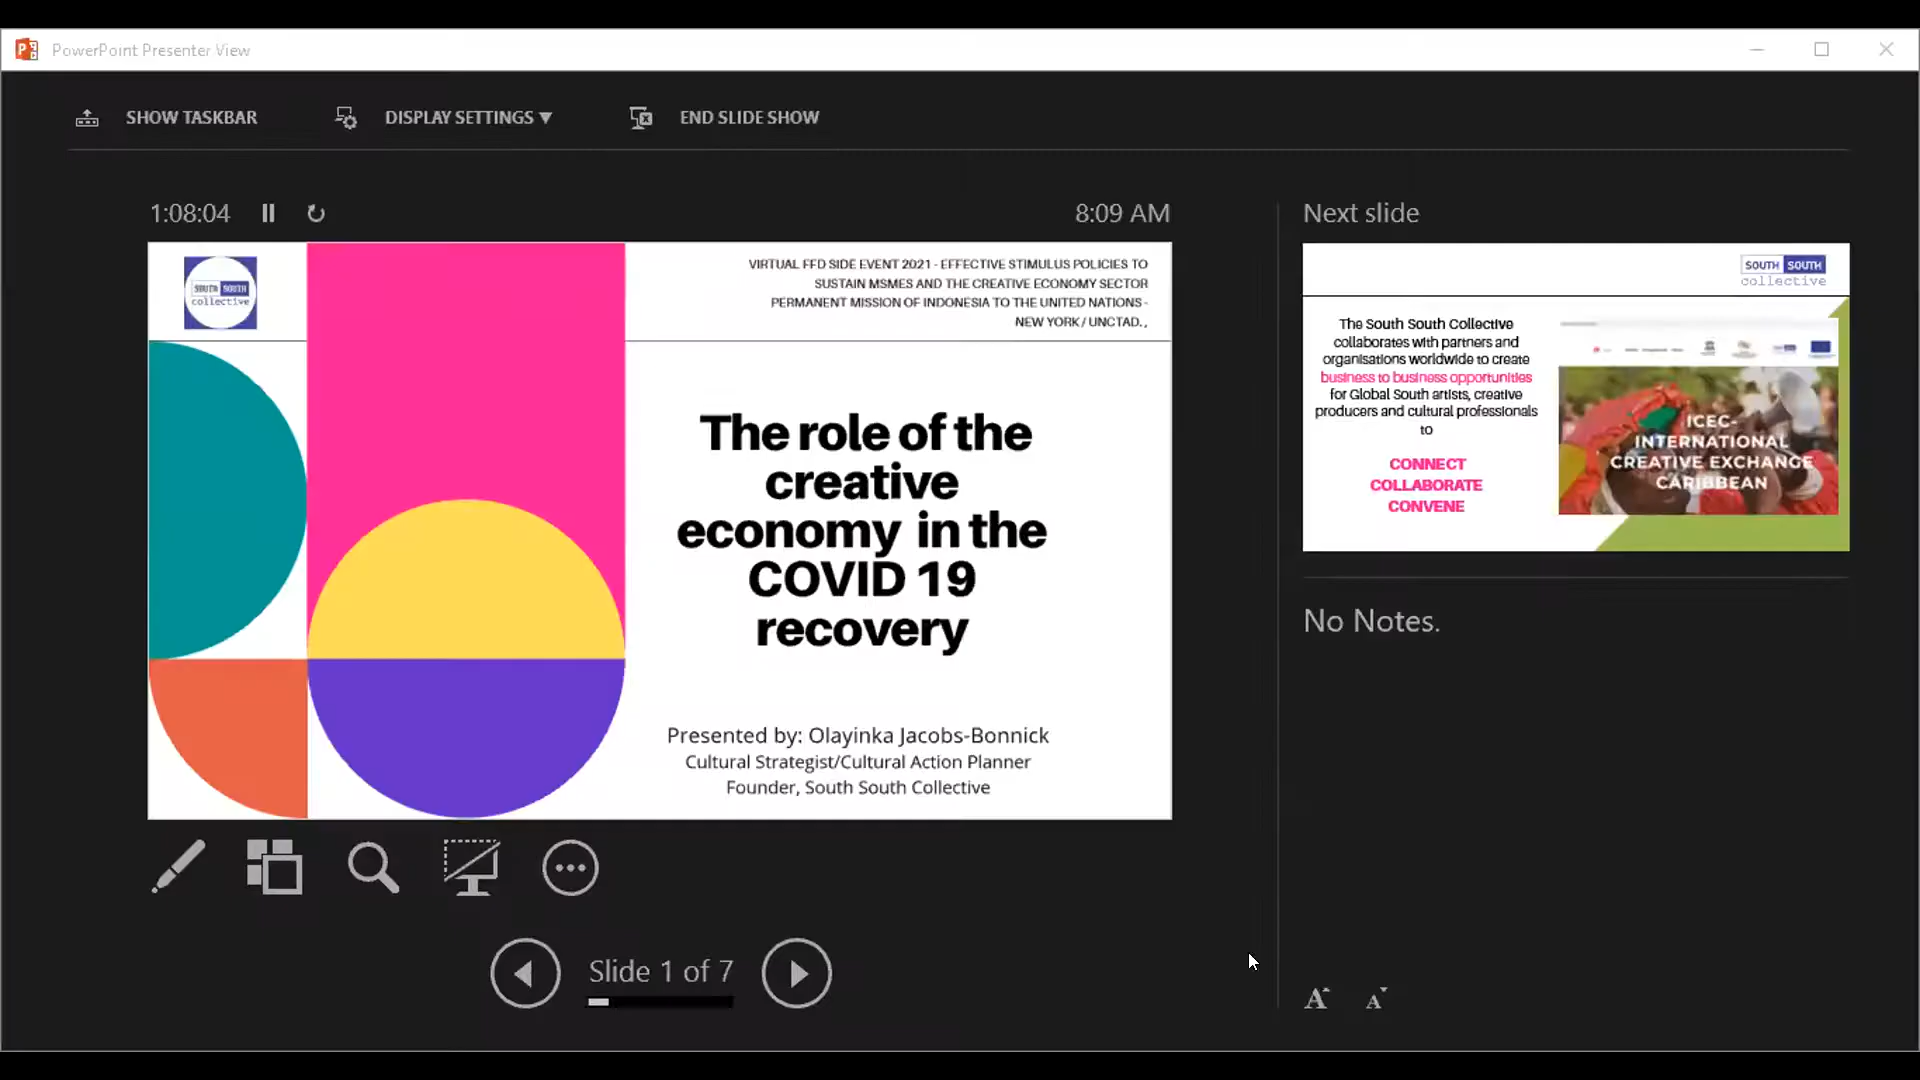 PowerPoint Presenter View
SHOW TASKBAR
DISPLAY SETTINGS
END SLIDE SHOW
1:08:04
8:09 AM
SOUTH SOUTH
collective
VIRTUAL FFD SIDE EVENT 2021 - EFFECTIVE STIMULUS POLICIES TO
SUSTAIN MSMES AND THE CREATIVE ECONOMY SECTOR
PERMANENT MISSION OF INDONESIA TO THE UNITED NATIONS -
NEW YORK / UNCTAD. ,
The role of the
creative
economy in the
COVID 19
recovery
Presented by: Olayinka Jacobs-Bonnick
Cultural Strategist/Cultural Action Planner
Founder, South South Collective
Slide 1 of 7
Next slide
SOUTH SOUTH
collective
The South South Collective
collaborates with partners and
organisations worldwide to create
business to business opportunities
for Global South artists, creative
producers and cultural professionals
to
CONNECT
COLLABORATE
CONVENE
ICEC-
INTERNATIONAL
CREATIVE EXCHANGE
CARIBBEAN
No Notes.
A A